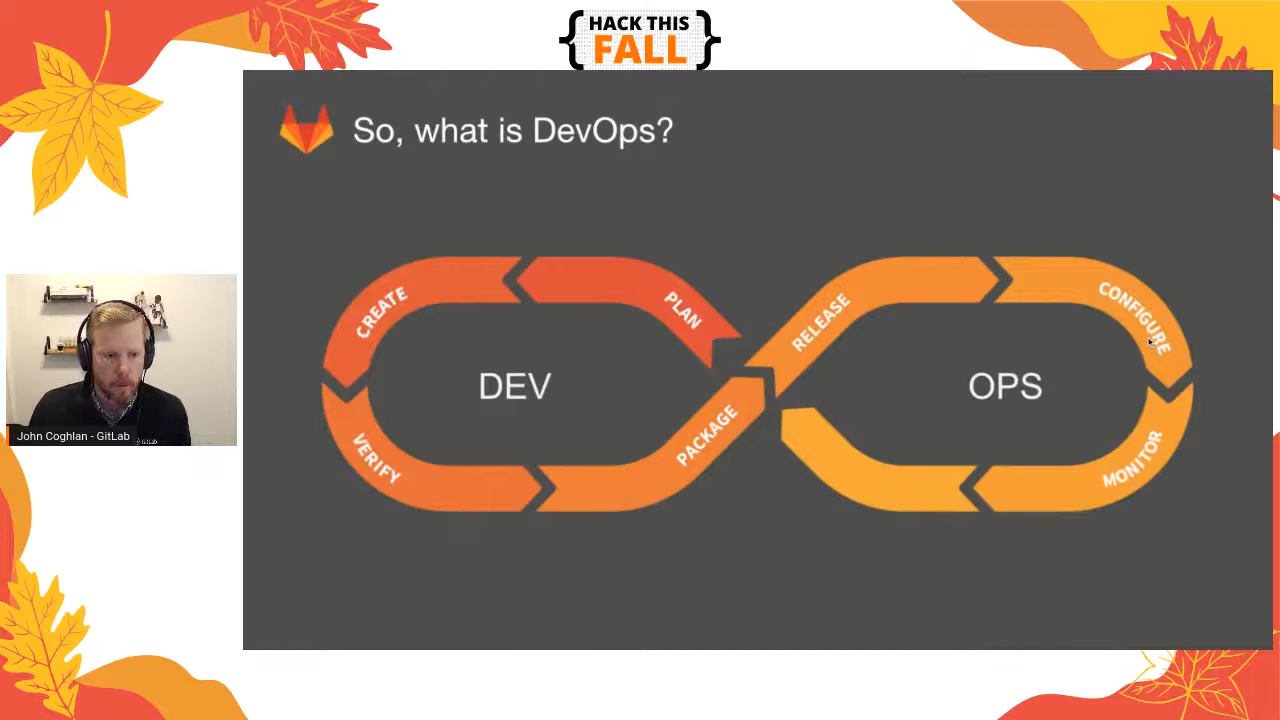 {HACK THIS
FALL}
So, what is DevOps?
CREATE
PLAN
RELEASE
CONFIGURE
DEV
OPS
VERIFY
PACKAGE
MONITOR
John Coghlan - GitLab
GitLab